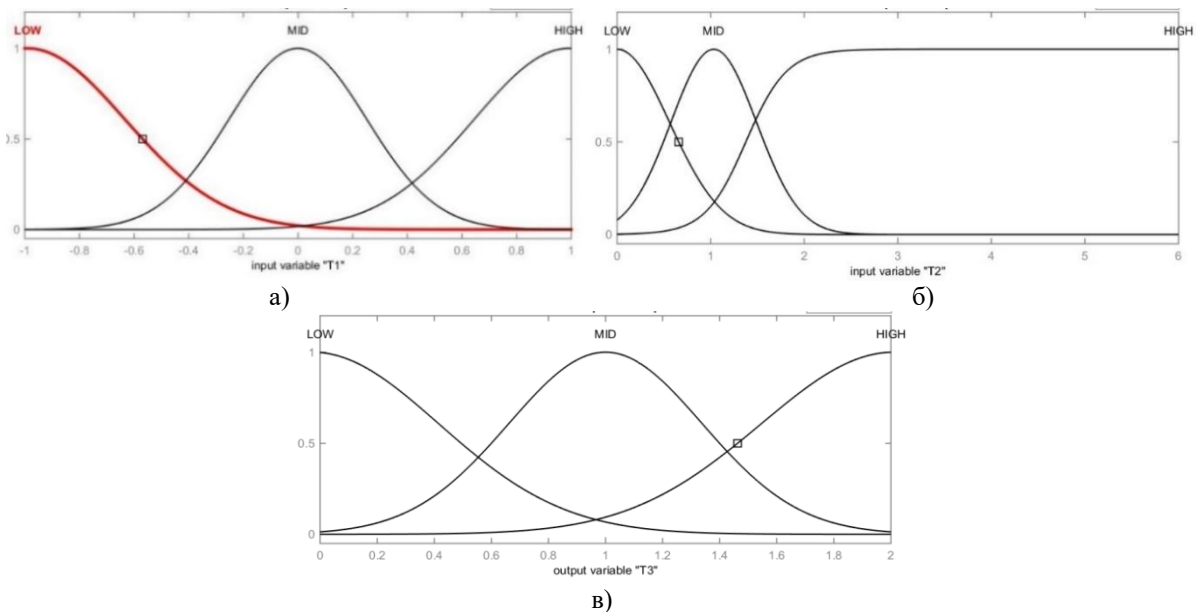 LOW MID HIGH
1
0.5
0
-1 -0.8 -0.6 -0.4 -0.2 0 0.2 0.4 0.6 0.8 1
input variable "T1"
а)
LOW MID HIGH
1
0.5
0
0 1 2 3 4 5 6
input variable "T2"
б)
LOW MID HIGH
1
0.5
0
0 0.2 0.4 0.6 0.8 1 1.2 1.4 1.6 1.8 2
output variable "T3"
в)